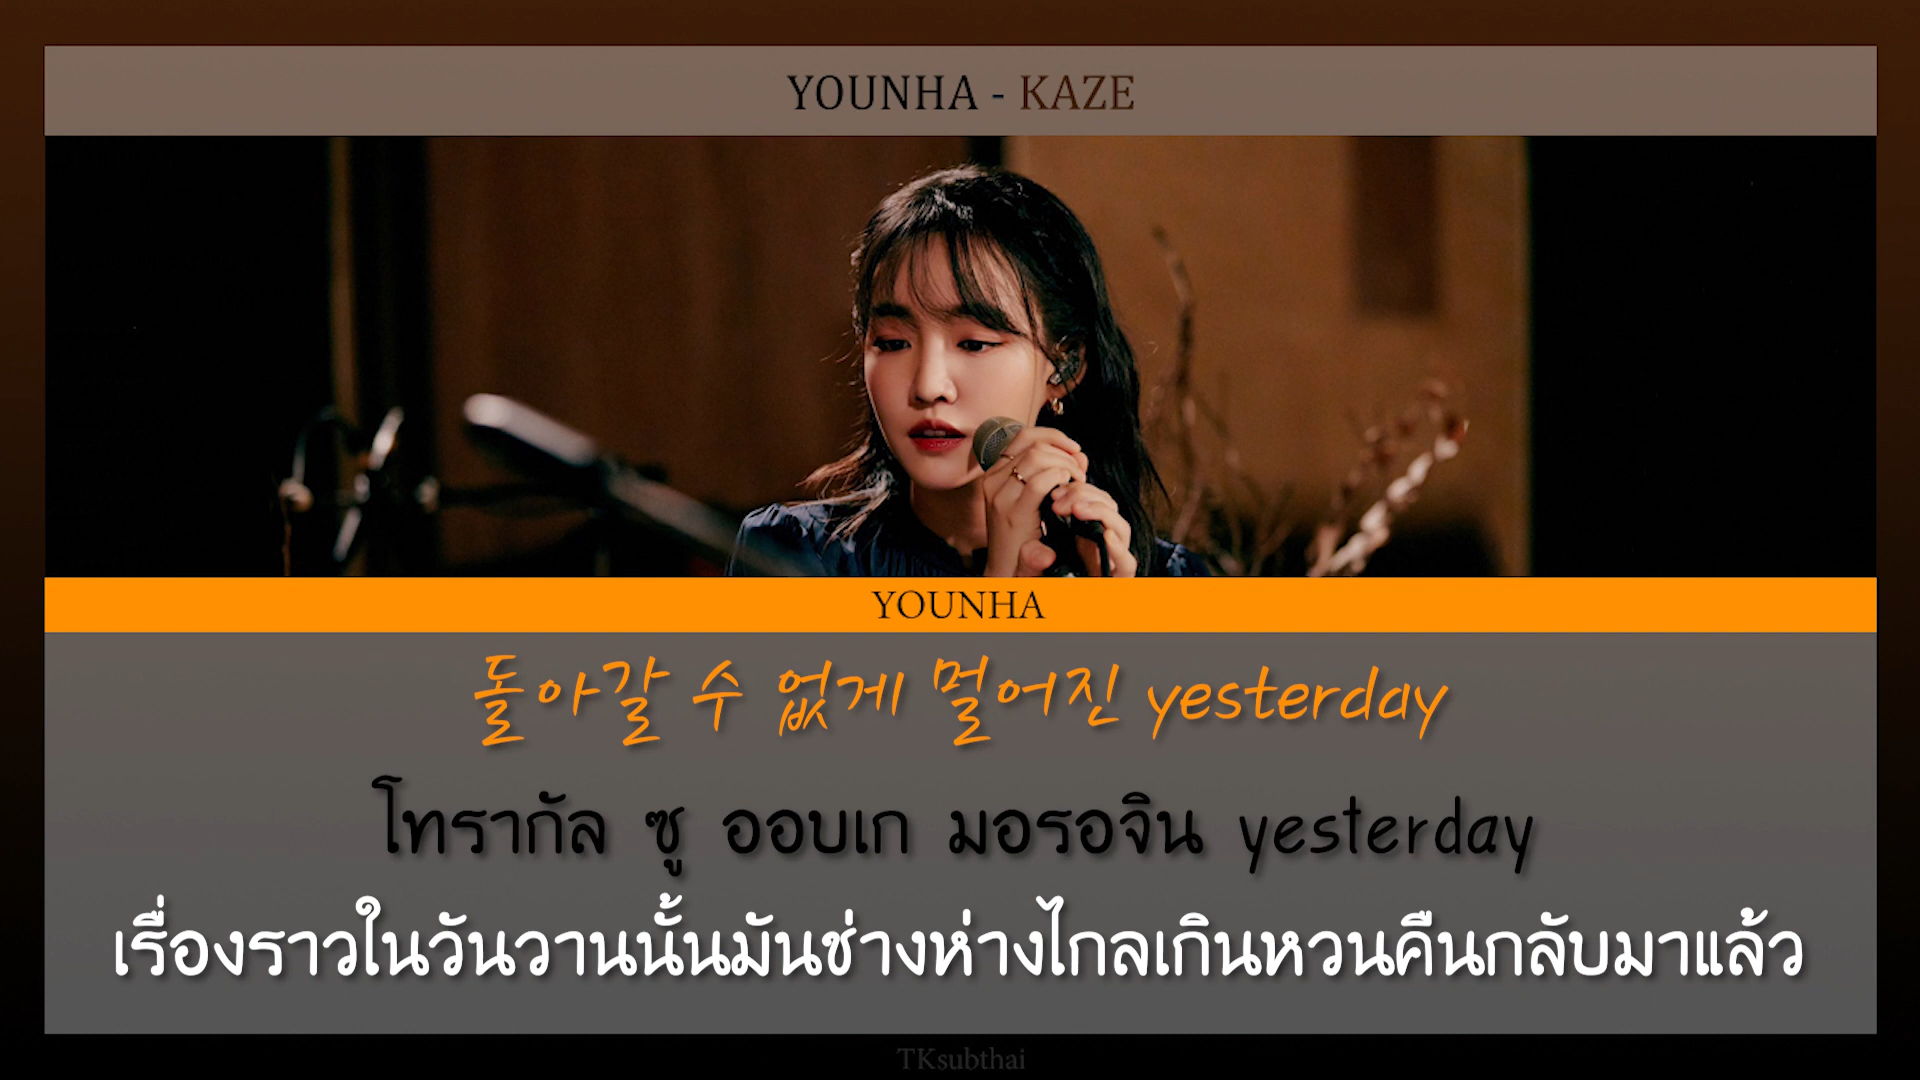 YOUNHA - KAZE
YOUNHA
돌아갈 수 없게 멀어진 yesterday
โทรากัล ซู ออบเก มอรอจิน yesterday
เรื่องราวในวันวานนั้นมันช่างห่างไกลเกินหวนคืนกลับมาแล้ว
TKsubthai